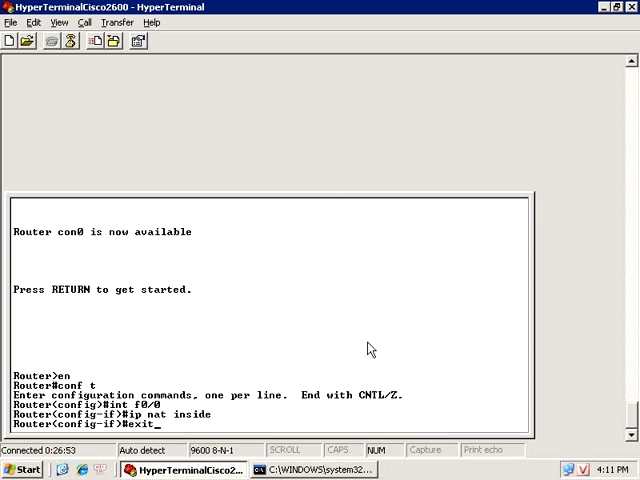 HyperTerminalCisco2600 - HyperTerminal
File Edit View Call Transfer Help
Router con0 is now available
Press RETURN to get started.
Router>en
Router#conf t
Enter configuration commands, one per line.  End with CNTL/Z.
Router(config)#int f0/0
Router(config-if)#ip nat inside
Router(config-if)#exit_
Connected 0:26:53 Auto detect 9600 8-N-1 SCROLL CAPS NUM Capture Print echo
Start HyperTerminalCisco2... C:\WINDOWS\system32... 4:11 PM